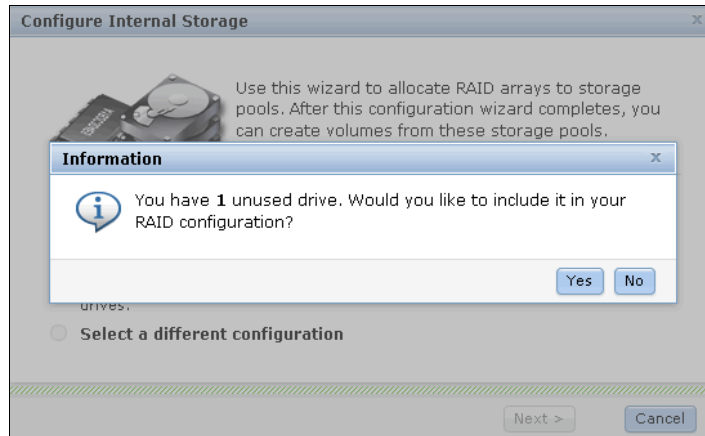 Configure Internal Storage
x
Use this wizard to allocate RAID arrays to storage
pools. After this configuration wizard completes, you
can create volumes from these storage pools.
Information
x
You have 1 unused drive. Would you like to include it in your
RAID configuration?
Yes No
drives.
Select a different configuration
Next >
Cancel